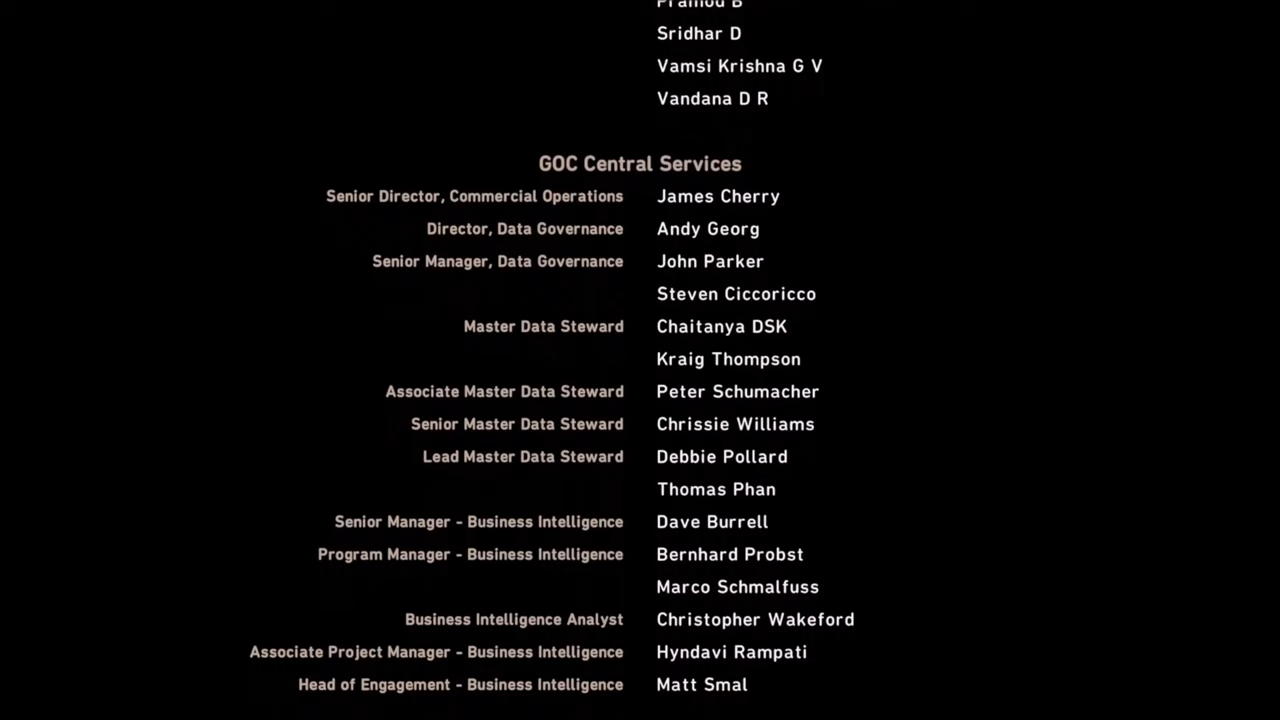 Pramod B
Sridhar D
Vamsi Krishna G V
Vandana D R
GOC Central Services
Senior Director, Commercial Operations James Cherry
Director, Data Governance Andy Georg
Senior Manager, Data Governance John Parker
Steven Ciccoricco
Master Data Steward Chaitanya DSK
Kraig Thompson
Associate Master Data Steward Peter Schumacher
Senior Master Data Steward Chrissie Williams
Lead Master Data Steward Debbie Pollard
Thomas Phan
Senior Manager - Business Intelligence Dave Burrell
Program Manager - Business Intelligence Bernhard Probst
Marco Schmalfuss
Business Intelligence Analyst Christopher Wakeford
Associate Project Manager - Business Intelligence Hyndavi Rampati
Head of Engagement - Business Intelligence Matt Smal